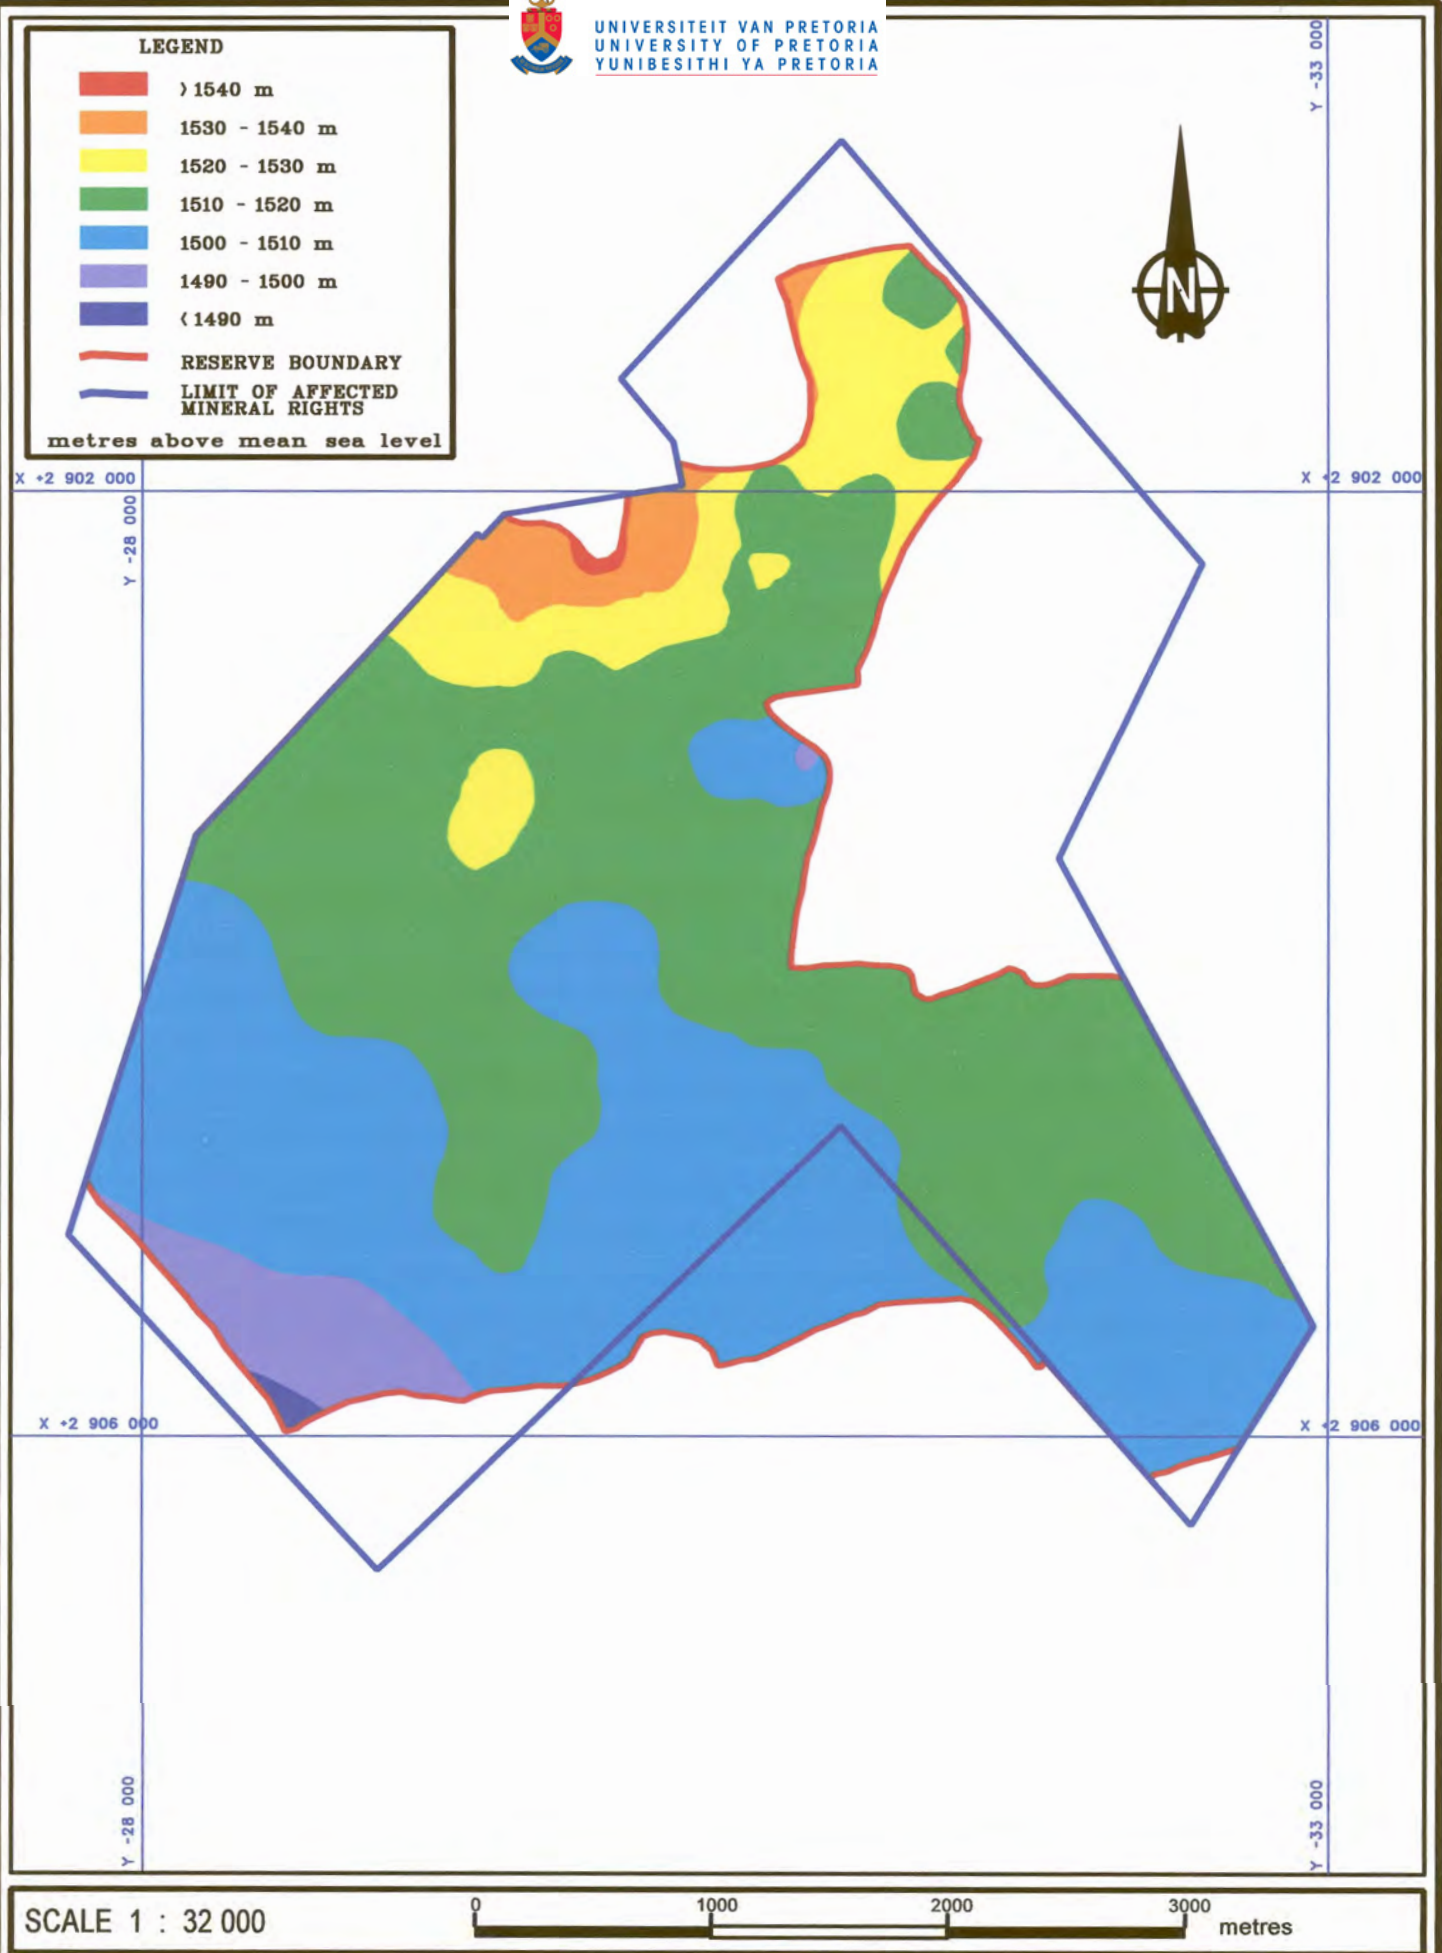 UNIVERSITEIT VAN PRETORIA
UNIVERSITY OF PRETORIA
YUNIBESITHI YA PRETORIA
LEGEND
> 1540 m
1530 - 1540 m
1520 - 1530 m
1510 - 1520 m
1500 - 1510 m
1490 - 1500 m
< 1490 m
RESERVE BOUNDARY
LIMIT OF AFFECTED
MINERAL RIGHTS
metres above mean sea level
Y -33 000
N
X +2 902 000
X +2 902 000
Y -28 000
X +2 906 000
X +2 906 000
Y -28 000
Y -33 000
SCALE 1 : 32 000
0 1000 2000 3000
metres